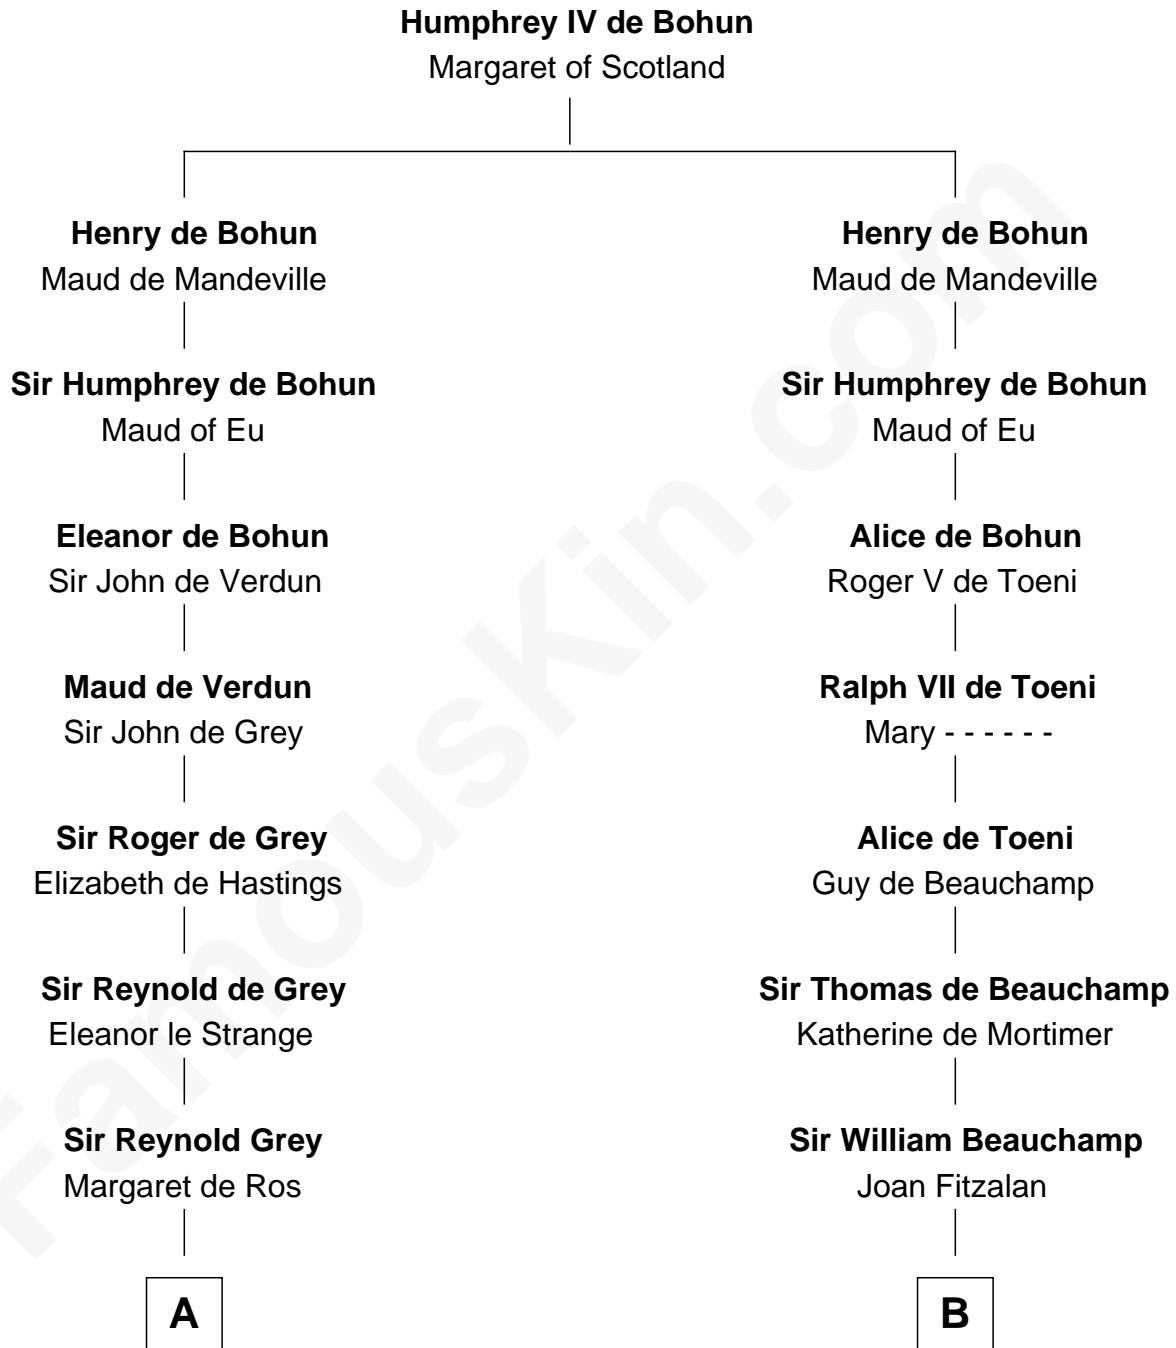 Humphrey IV de Bohun
Margaret of Scotland
Henry de Bohun
Maud de Mandeville
Sir Humphrey de Bohun
Maud of Eu
Eleanor de Bohun
Sir John de Verdun
Maud de Verdun
Sir John de Grey
Sir Roger de Grey
Elizabeth de Hastings
Sir Reynold de Grey
Eleanor le Strange
Sir Reynold Grey
Margaret de Ros
A
Henry de Bohun
Maud de Mandeville
Sir Humphrey de Bohun
Maud of Eu
Alice de Bohun
Roger V de Toeni
Ralph VII de Toeni
Mary - - - - - -
Alice de Toeni
Guy de Beauchamp
Sir Thomas de Beauchamp
Katherine de Mortimer
Sir William Beauchamp
Joan Fitzalan
B
FamousKin.com